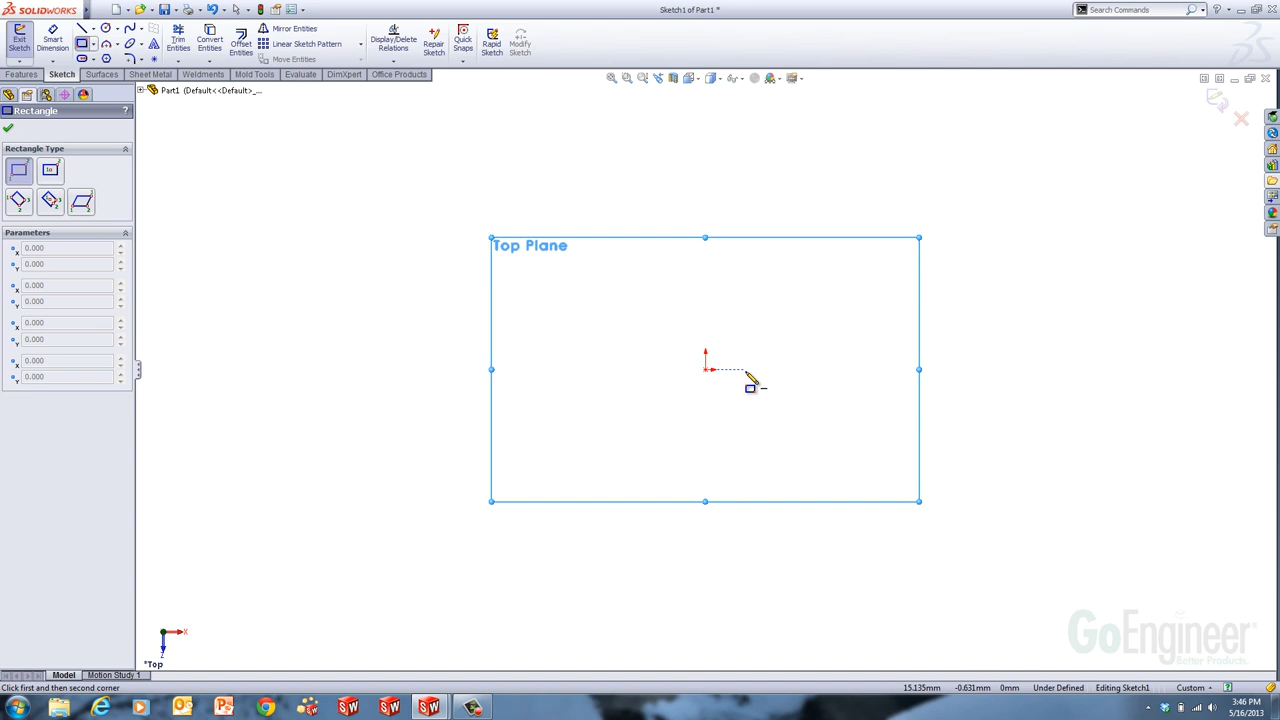 SOLIDWORKS
Sketch1 of Part1 *
Search Commands
Exit Sketch
Smart Dimension
Trim Entities
Convert Entities
Offset Entities
Mirror Entities
Linear Sketch Pattern
Move Entities
Display/Delete Relations
Repair Sketch
Quick Snaps
Rapid Sketch
Modify Sketch
Features
Sketch
Surfaces
Sheet Metal
Weldments
Mold Tools
Evaluate
DimXpert
Office Products
Part1 (Default<<Default>_...
Rectangle
?
Rectangle Type
Parameters
X 0.000
Y 0.000
X 0.000
Y 0.000
X 0.000
Y 0.000
X 0.000
Y 0.000
Top Plane
X
Z
*Top
GoEngineer
Better Products.
Model
Motion Study 1
Click first and then second corner
15.135mm
-0.631mm
0mm
Under Defined
Editing Sketch1
Custom
3:46 PM
5/16/2013